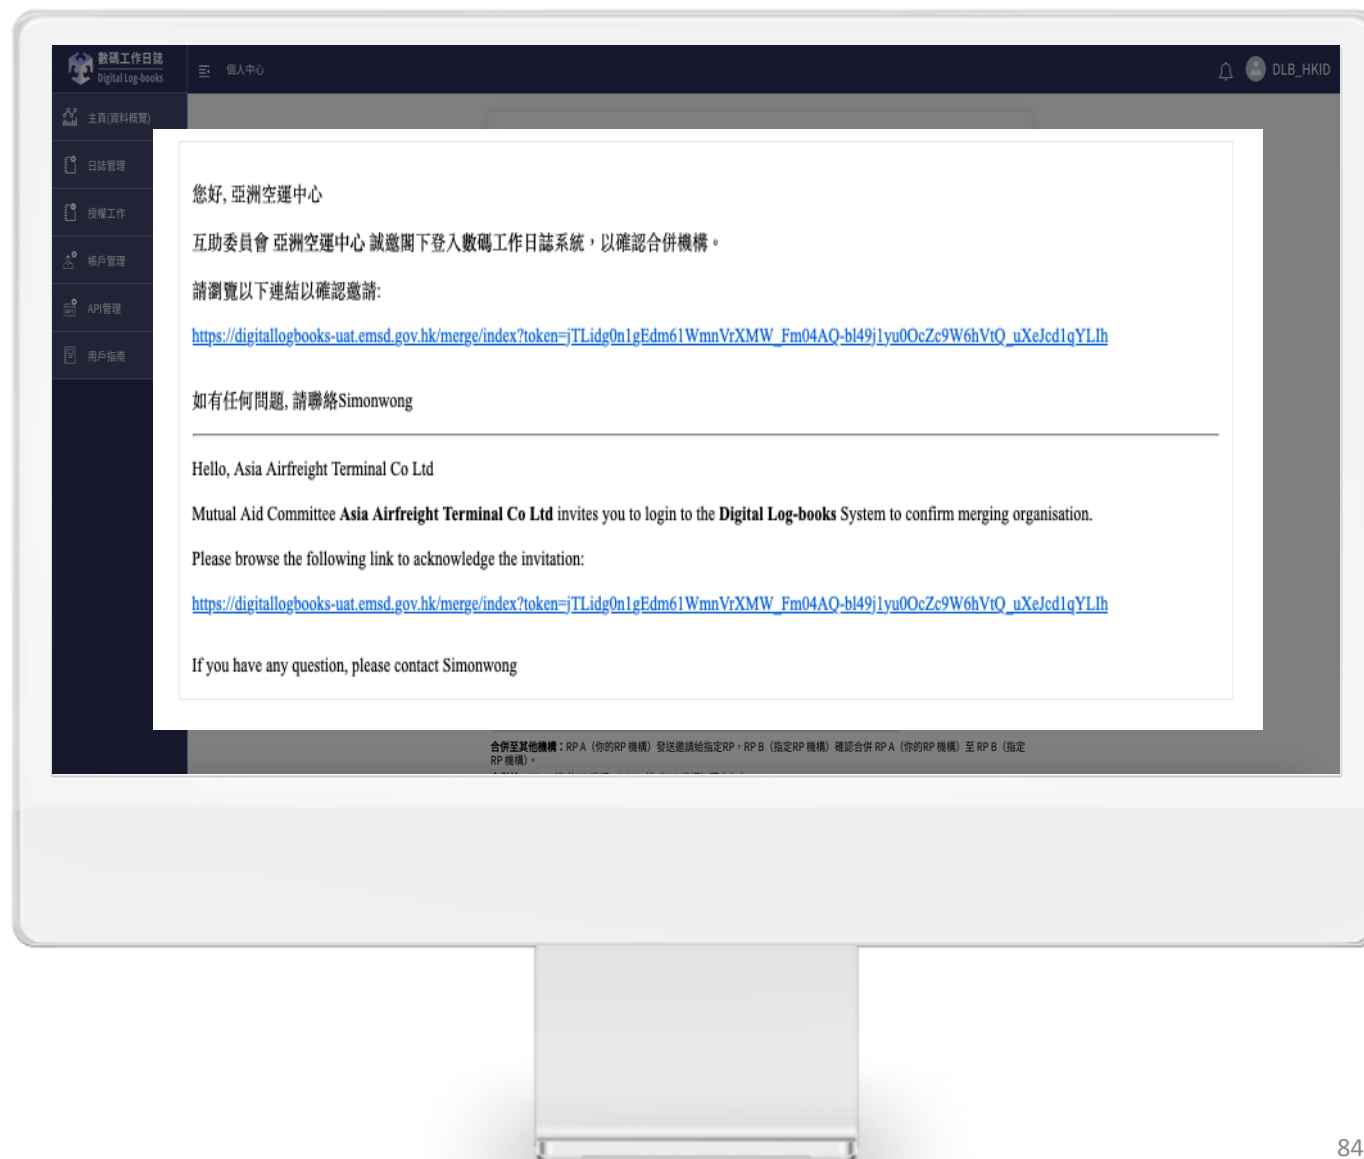 數碼工作日誌
Digital Log-books
個人中心
DLB_HKID
主頁(資料概覽)
日誌管理
授權工作
帳戶管理
API管理
用戶指南
您好, 亞洲空運中心
互助委員會 亞洲空運中心 誠邀閣下登入數碼工作日誌系統，以確認合併機構。
請瀏覽以下連結以確認邀請:
https://digitallogbooks-uat.emsd.gov.hk/merge/index?token=jTLidg0n1gEdm61WmnVrXMW_Fm04AQ-bl49j1yu0OcZc9W6hVtQ_uXeJcd1qYLIh
如有任何問題, 請聯絡Simonwong
Hello, Asia Airfreight Terminal Co Ltd
Mutual Aid Committee Asia Airfreight Terminal Co Ltd invites you to login to the Digital Log-books System to confirm merging organisation.
Please browse the following link to acknowledge the invitation:
https://digitallogbooks-uat.emsd.gov.hk/merge/index?token=jTLidg0n1gEdm61WmnVrXMW_Fm04AQ-bl49j1yu0OcZc9W6hVtQ_uXeJcd1qYLIh
If you have any question, please contact Simonwong
合併至其他機構：RP A（你的RP 機構）發送邀請給指定RP，RP B（指定RP 機構）確認合併 RP A（你的RP 機構）至 RP B（指定
RP 機構）。
84